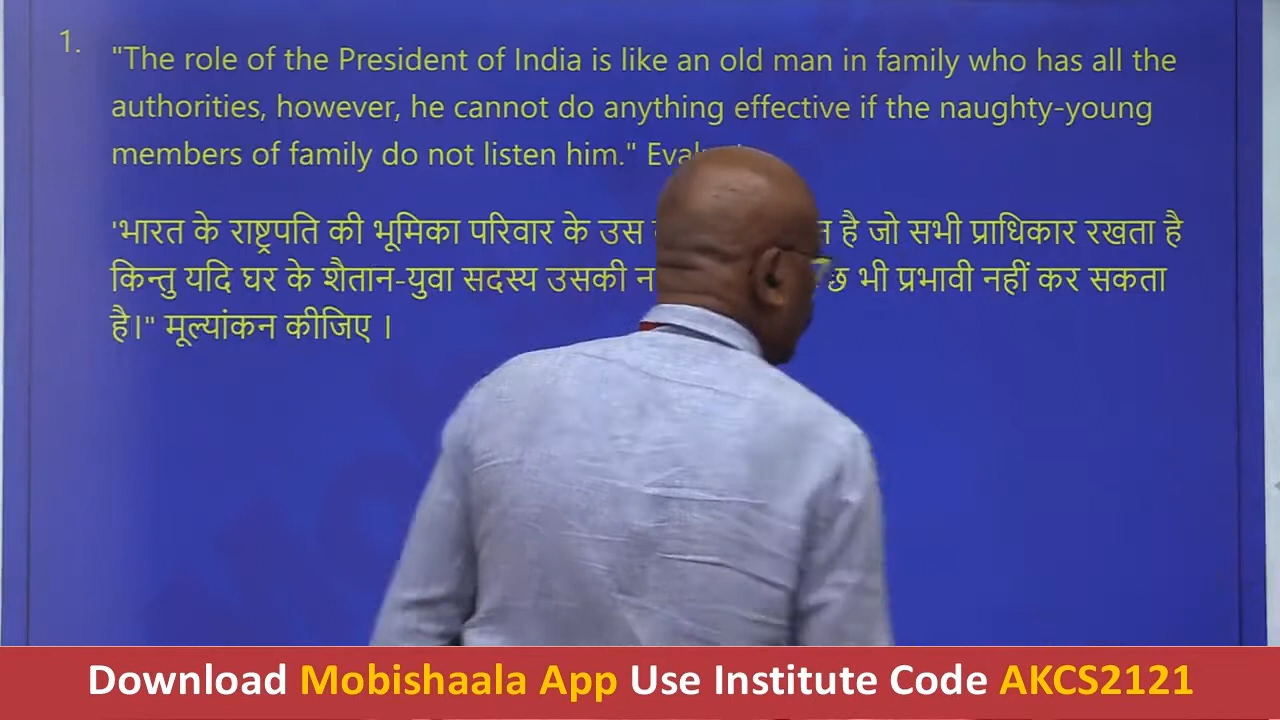 1.
"The role of the President of India is like an old man in family who has all the
authorities, however, he cannot do anything effective if the naughty-young
members of family do not listen him."
'भारत के राष्ट्रपति की भूमिका परिवार के उस है जो सभी प्राधिकार रखता है
किन्तु यदि घर के शैतान-युवा सदस्य उसकी भी प्रभावी नहीं कर सकता
है।" मूल्यांकन कीजिए ।
Download Mobishaala App Use Institute Code AKCS2121